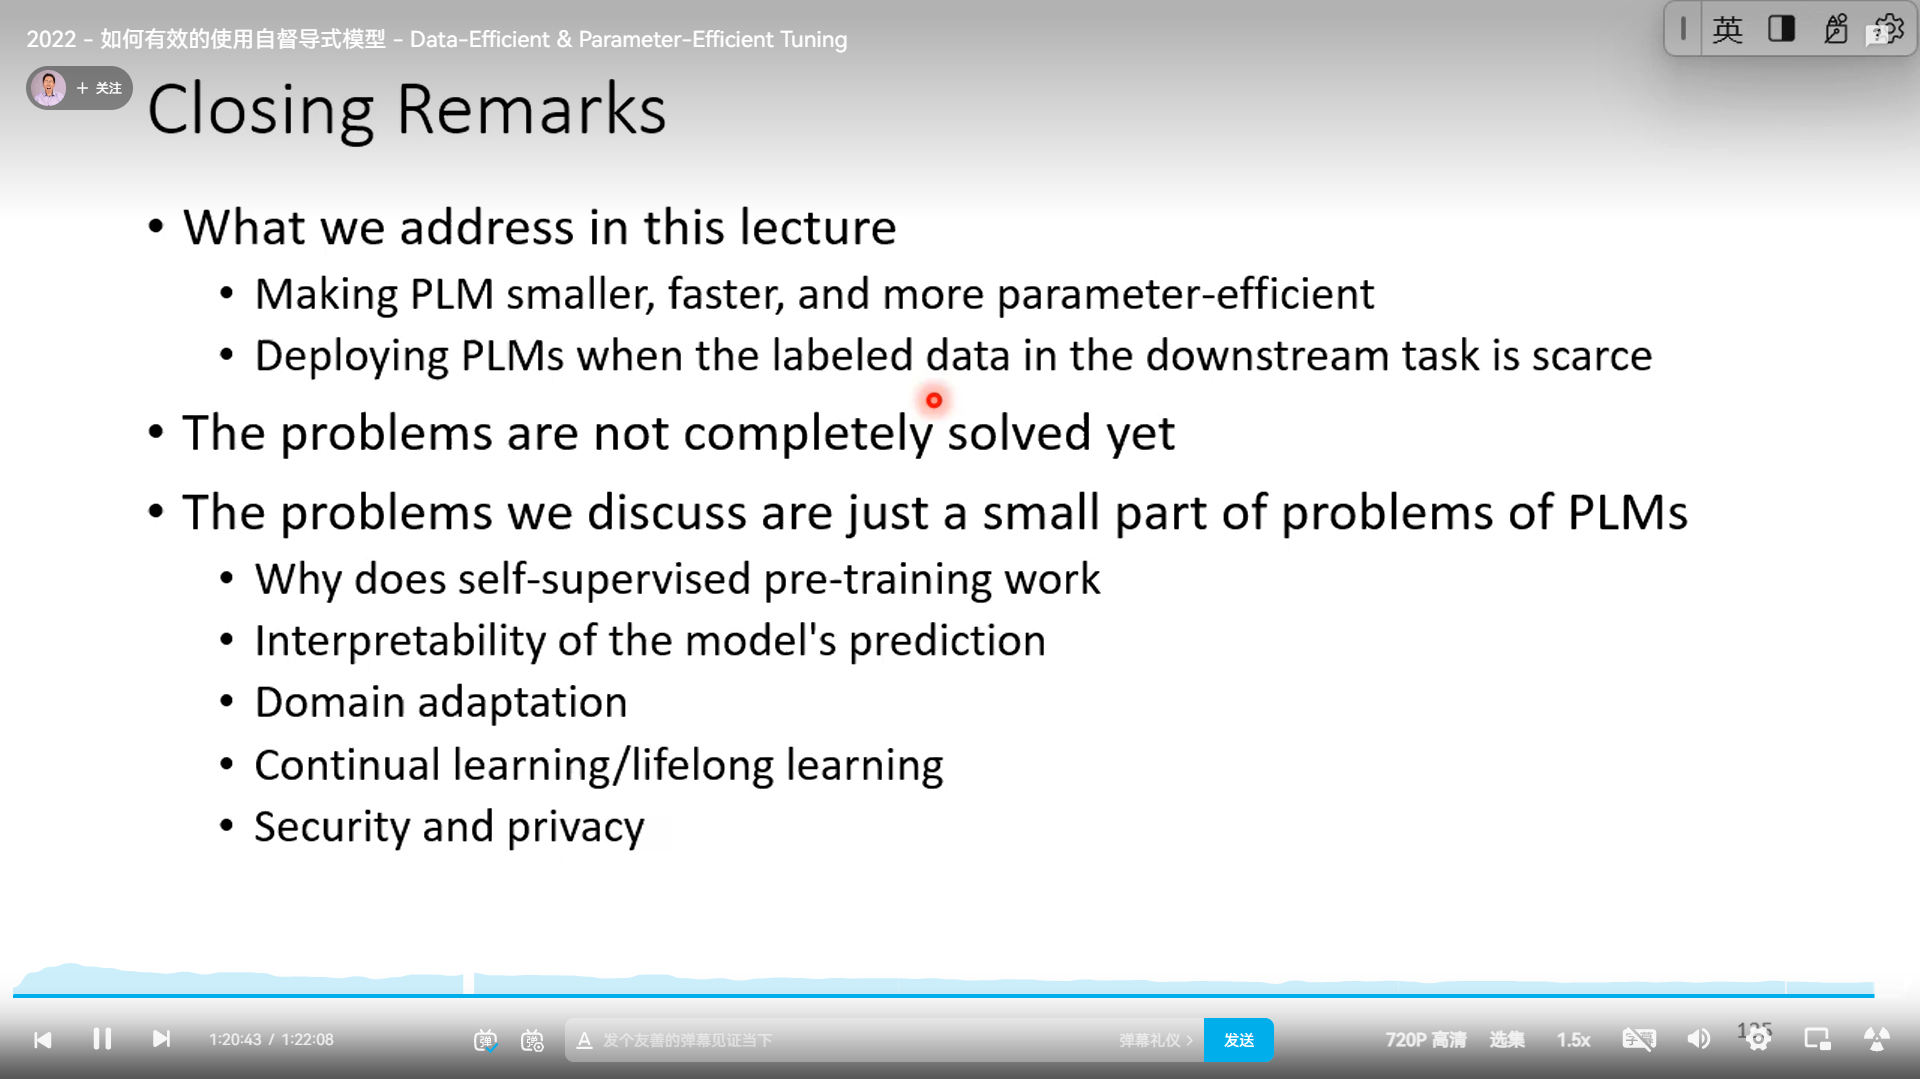 2022 - 如何有效的使用自督导式模型 - Data-Efficient & Parameter-Efficient Tuning
英
+ 关注
Closing Remarks
• What we address in this lecture
• Making PLM smaller, faster, and more parameter-efficient
• Deploying PLMs when the labeled data in the downstream task is scarce
• The problems are not completely solved yet
• The problems we discuss are just a small part of problems of PLMs
• Why does self-supervised pre-training work
• Interpretability of the model's prediction
• Domain adaptation
• Continual learning/lifelong learning
• Security and privacy
1:20:43 / 1:22:08
弹
弹
A 发个友善的弹幕见证当下
弹幕礼仪 >
发送
720P 高清
选集
1.5x
字幕